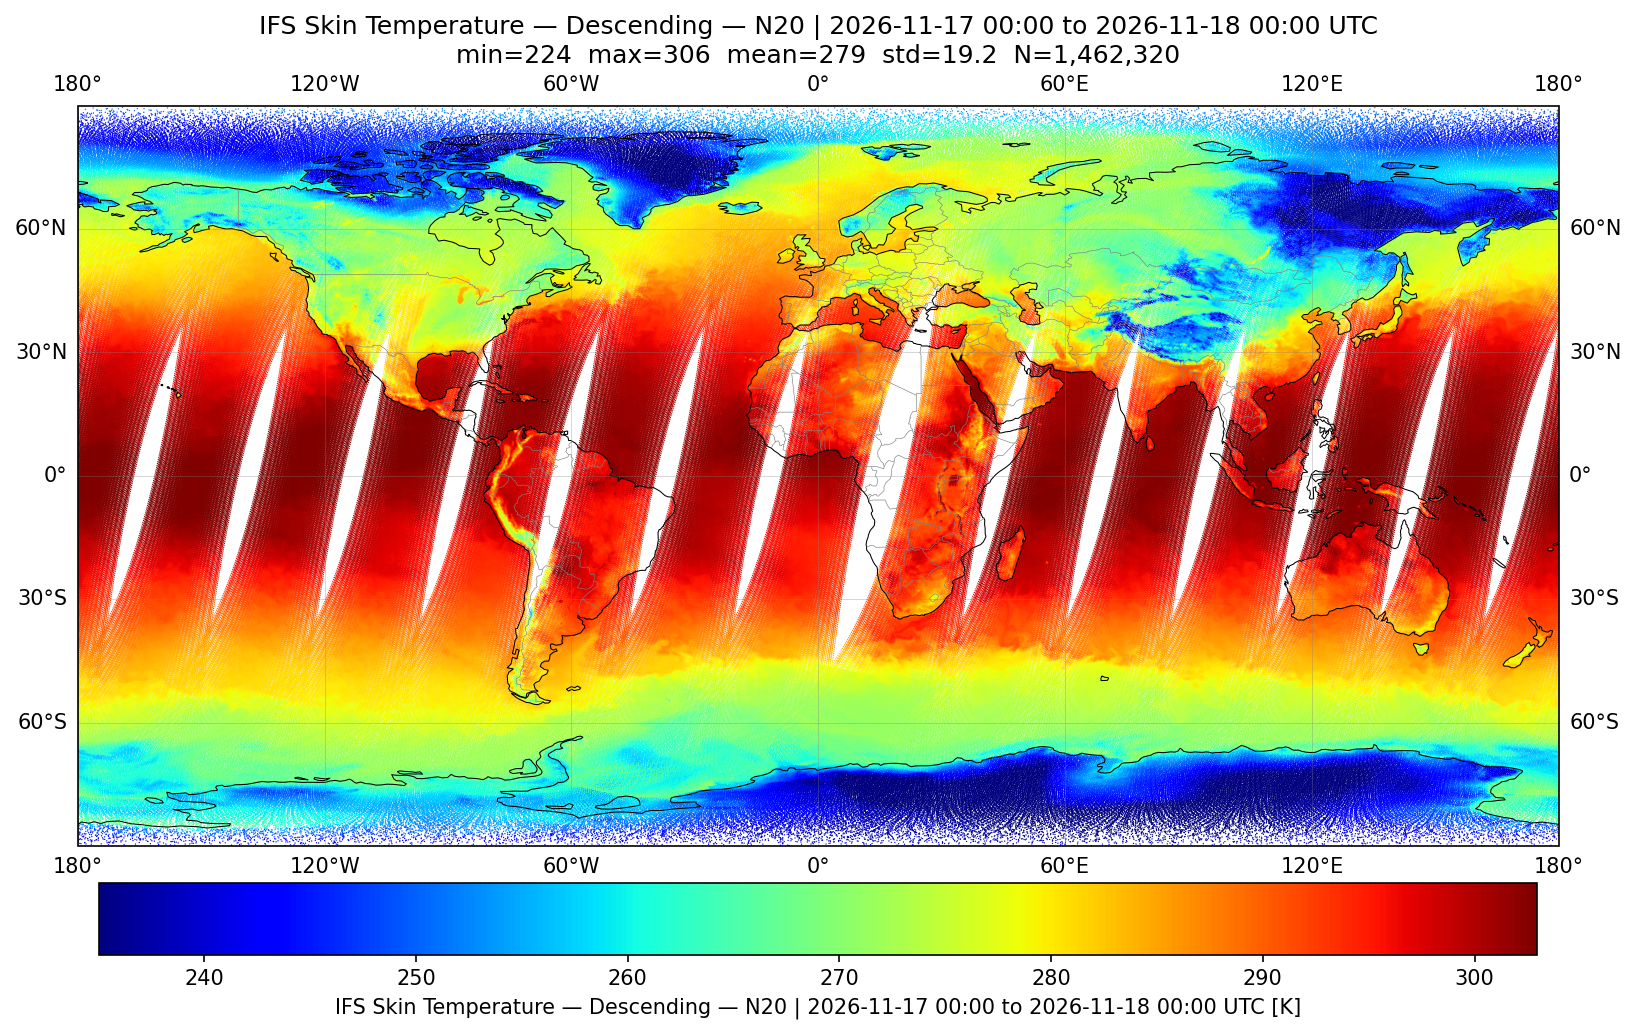 IFS Skin Temperature — Descending — N20 | 2026-11-17 00:00 to 2026-11-18 00:00 UTC
min=224  max=306  mean=279  std=19.2  N=1,462,320
180° 120°W 60°W 0° 60°E 120°E 180°
60°N 60°N
30°N 30°N
0° 0°
30°S 30°S
60°S 60°S
180° 120°W 60°W 0° 60°E 120°E 180°
240 250 260 270 280 290 300
IFS Skin Temperature — Descending — N20 | 2026-11-17 00:00 to 2026-11-18 00:00 UTC [K]